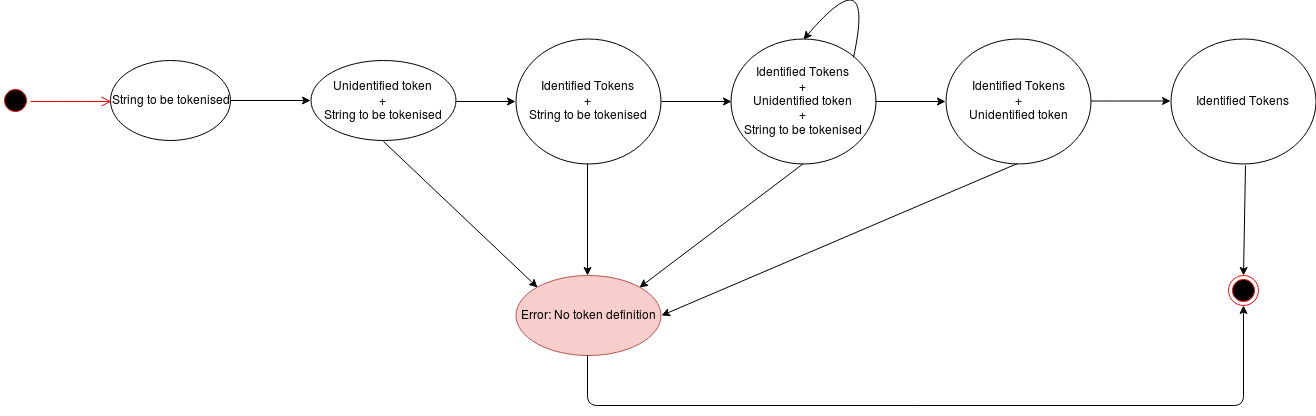 String to be tokenised
Unidentified token
+
String to be tokenised
Identified Tokens
+
String to be tokenised
Identified Tokens
+
Unidentified token
+
String to be tokenised
Identified Tokens
+
Unidentified token
Identified Tokens
Error: No token definition